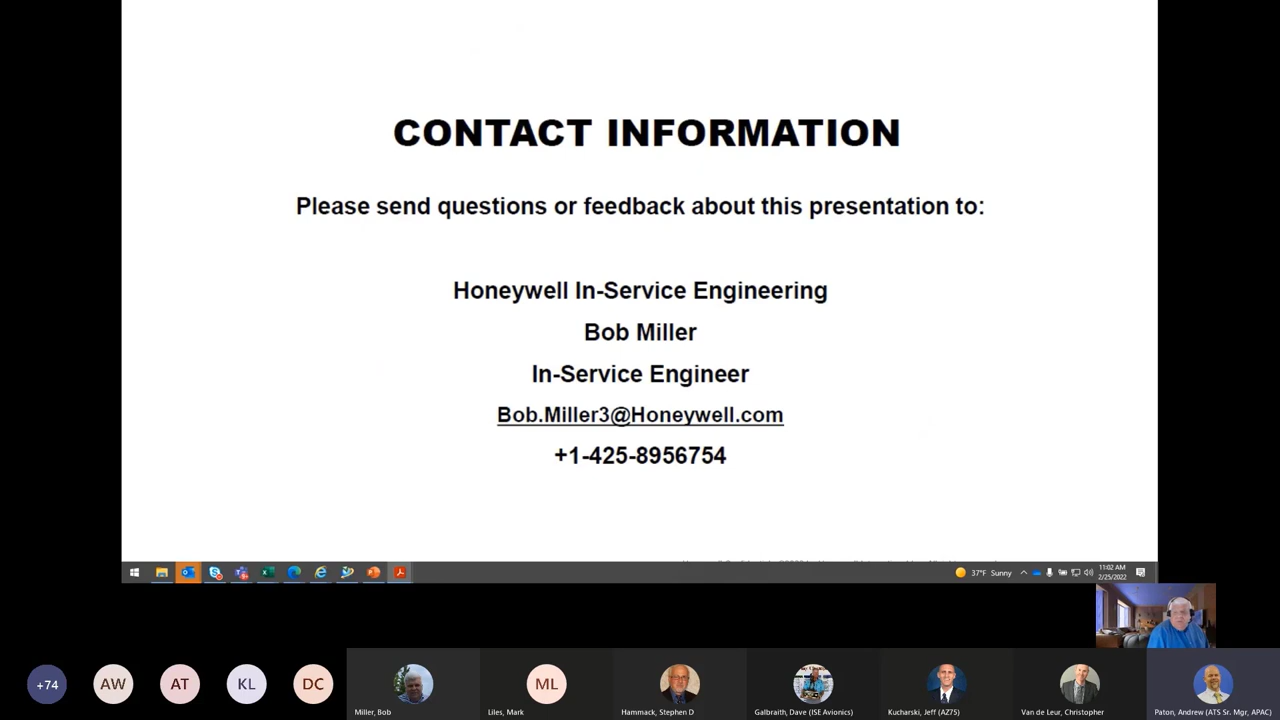 CONTACT INFORMATION
Please send questions or feedback about this presentation to:
Honeywell In-Service Engineering
Bob Miller
In-Service Engineer
Bob.Miller3@Honeywell.com
+1-425-8956754
37°F Sunny
11:02 AM
2/25/2022
+74
AW
AT
KL
DC
ML
Miller, Bob
Liles, Mark
Hammack, Stephen D
Galbraith, Dave (ISE Avionics)
Kucharski, Jeff (AZ75)
Van de Leur, Christopher
Paton, Andrew (ATS Sr. Mgr, APAC)